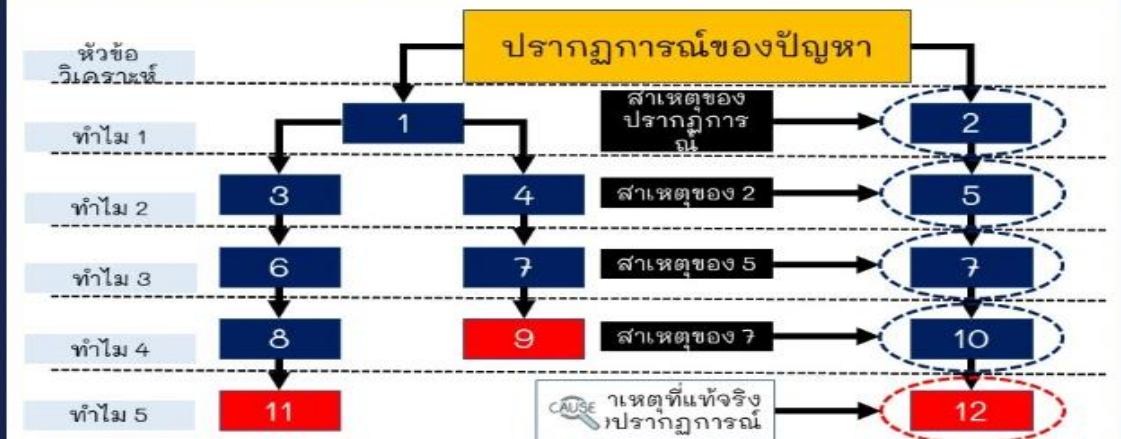 ปรากฏการณ์ของปัญหา
หัวข้อ
วิเคราะห์
ทำไม 1
1
สาเหตุของ
ปรากฏการ
ณ์
2
ทำไม 2
3
4
สาเหตุของ 2
5
ทำไม 3
6
7
สาเหตุของ 5
7
ทำไม 4
8
9
สาเหตุของ 7
10
ทำไม 5
11
CAUSE
าเหตุที่แท้จริง
ปรากฏการณ์
12